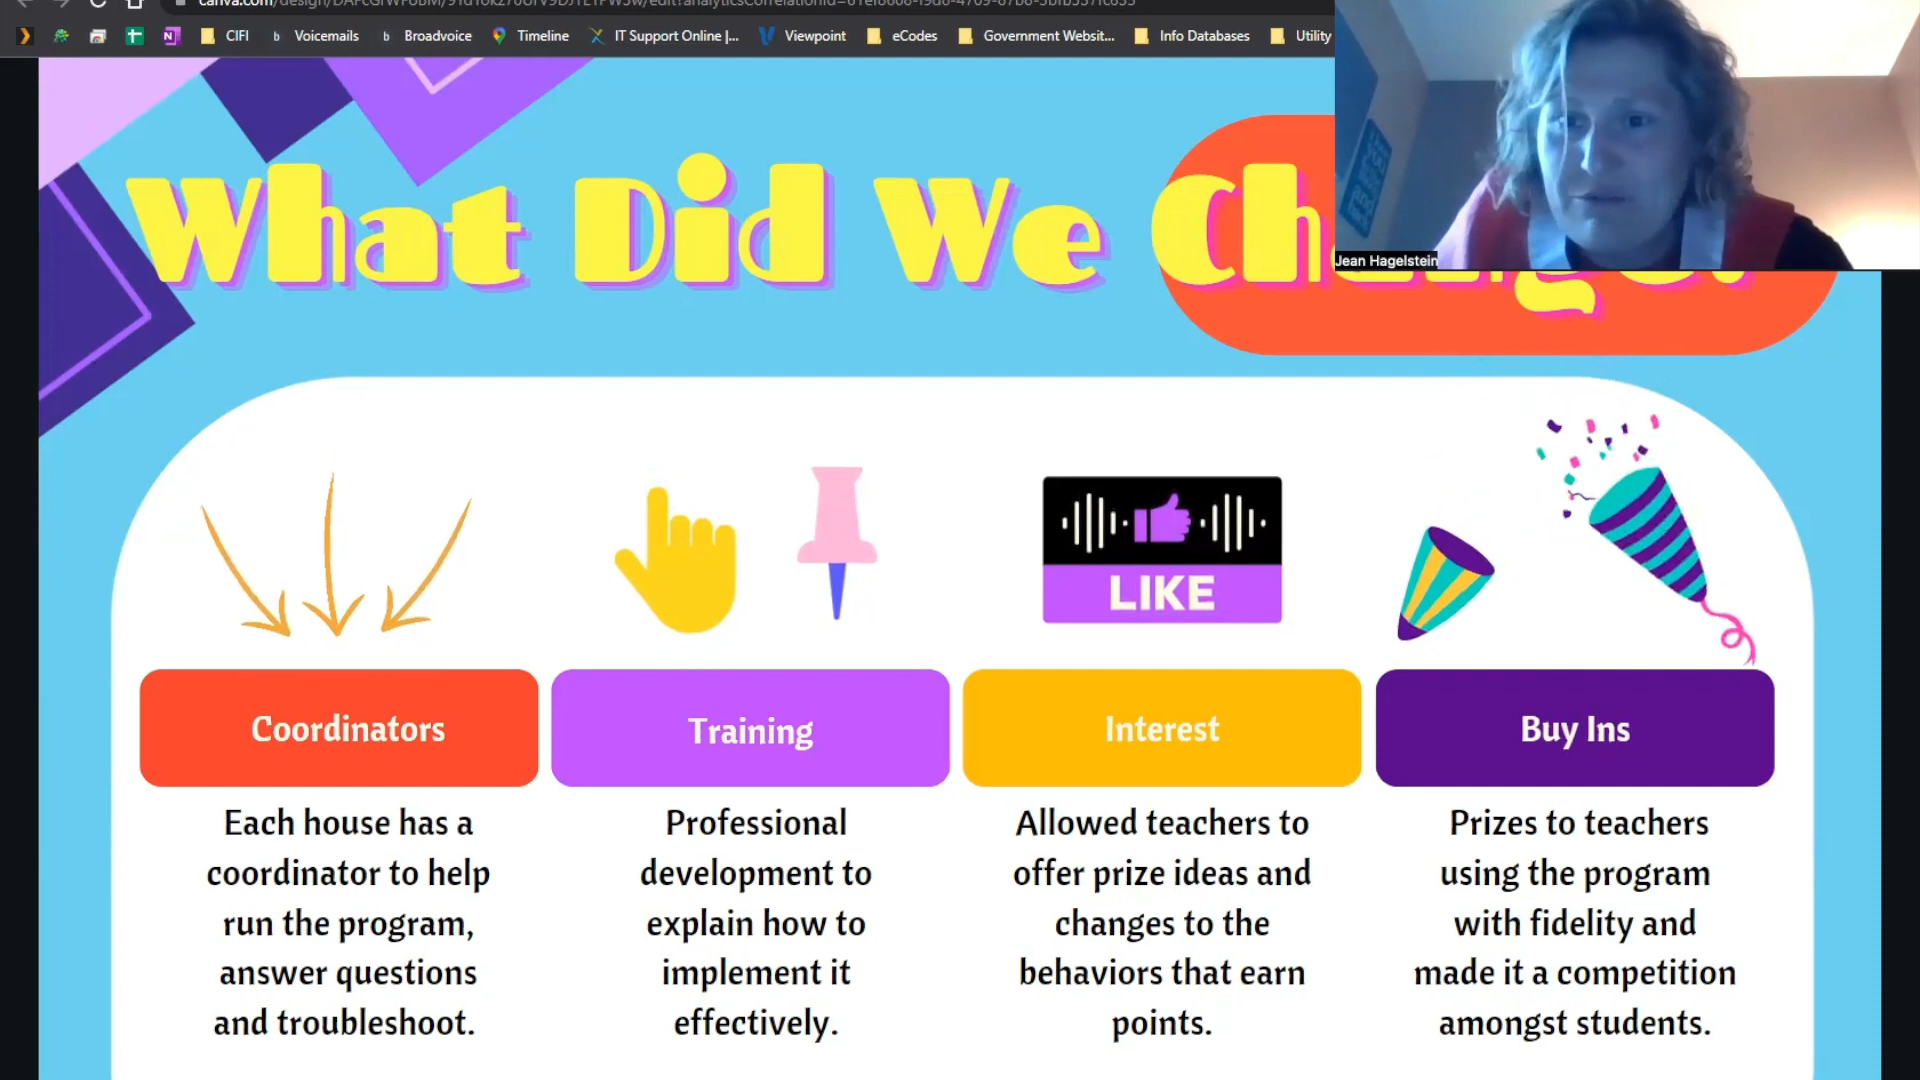 CIFI Voicemails Broadvoice Timeline IT Support Online |... Viewpoint eCodes Government Websit... Info Databases Utility
What Did We
Jean Hagelstein
LIKE
Coordinators
Training
Interest
Buy Ins
Each house has a
coordinator to help
run the program,
answer questions
and troubleshoot.
Professional
development to
explain how to
implement it
effectively.
Allowed teachers to
offer prize ideas and
changes to the
behaviors that earn
points.
Prizes to teachers
using the program
with fidelity and
made it a competition
amongst students.